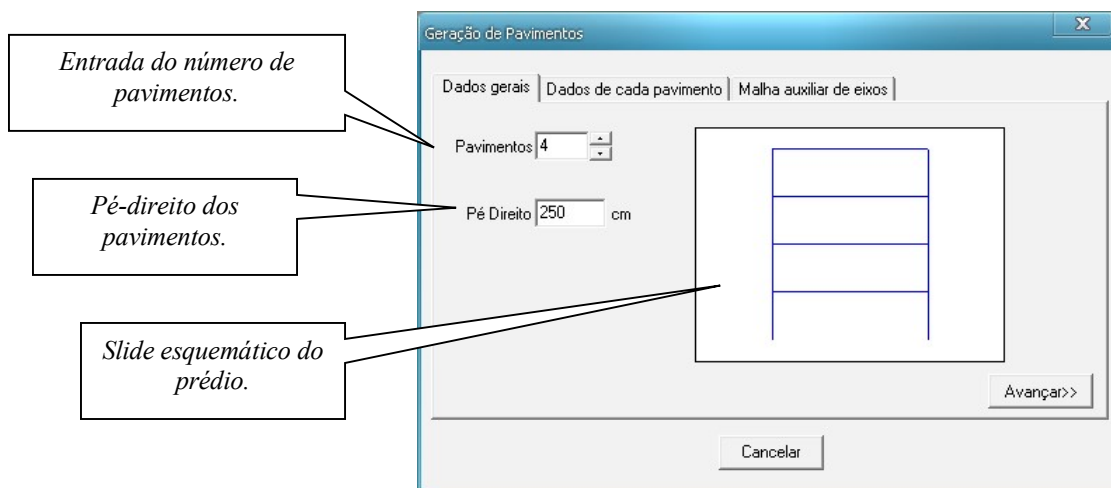 Entrada do número de
pavimentos.
Pé-direito dos
pavimentos.
Slide esquemático do
prédio.
Geração de Pavimentos
X
Dados gerais Dados de cada pavimento Malha auxiliar de eixos
Pavimentos 4
Pé Direito 250 cm
Avançar>>
Cancelar